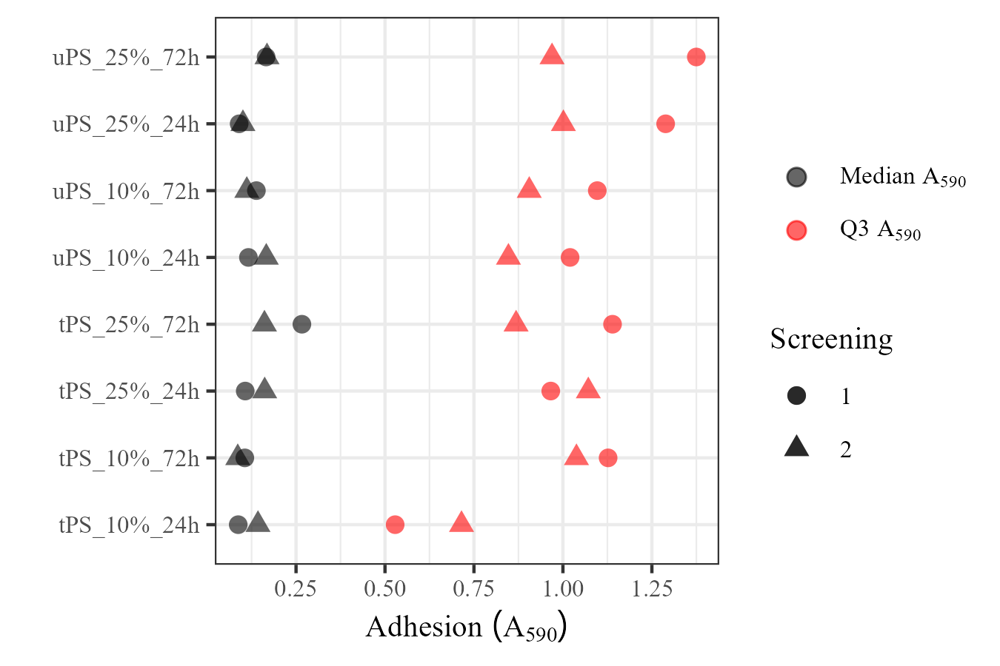 uPS_25%_72h
uPS_25%_24h
uPS_10%_72h
uPS_10%_24h
tPS_25%_72h
tPS_25%_24h
tPS_10%_72h
tPS_10%_24h
0.25 0.50 0.75 1.00 1.25
Adhesion (A590)
Median A590
Q3 A590
Screening
1
2